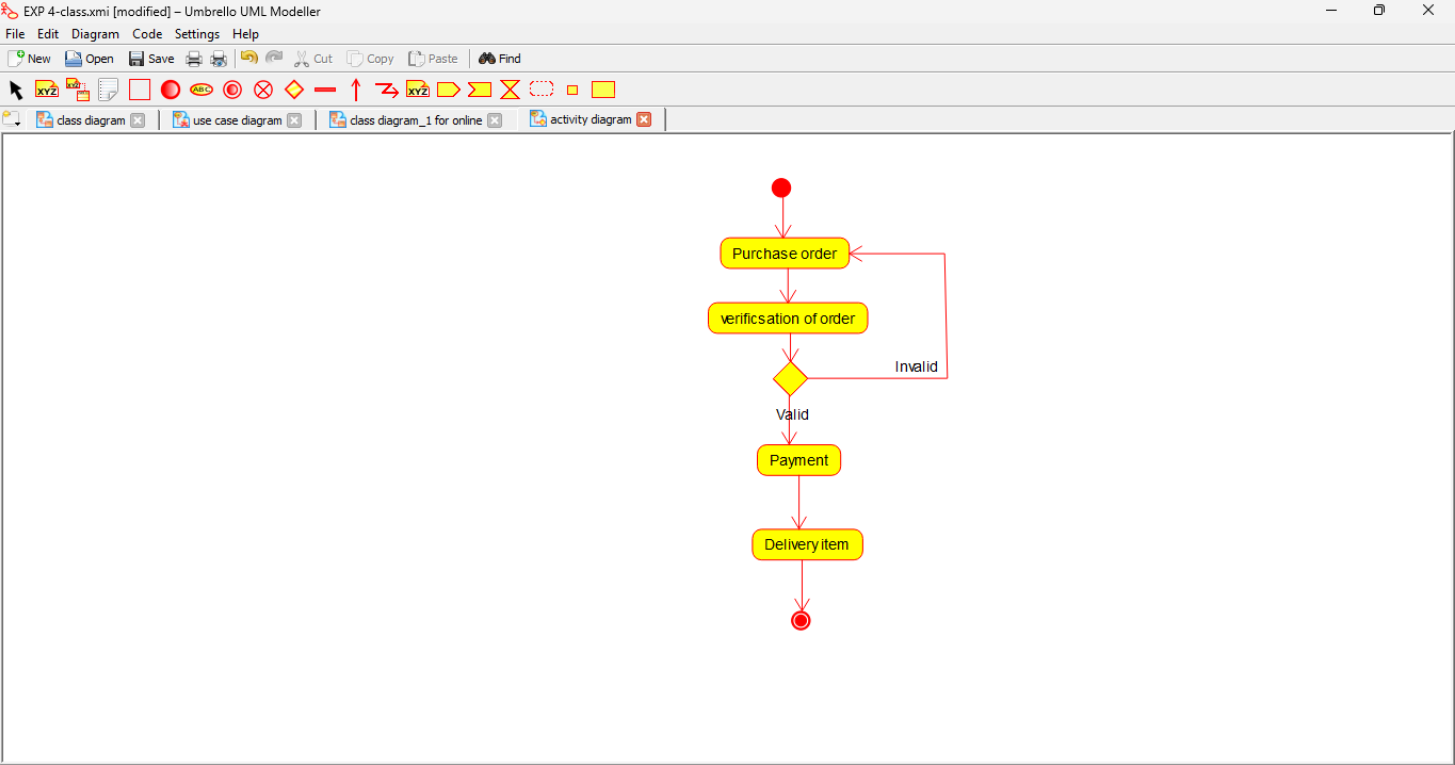 EXP 4-class.xmi [modified] – Umbrello UML Modeller
File Edit Diagram Code Settings Help
New Open Save Cut Copy Paste Find
XYZ XYZ ABC XYZ
class diagram use case diagram class diagram_1 for online activity diagram
Purchase order
verificsation of order
Invalid
Valid
Payment
Delivery item